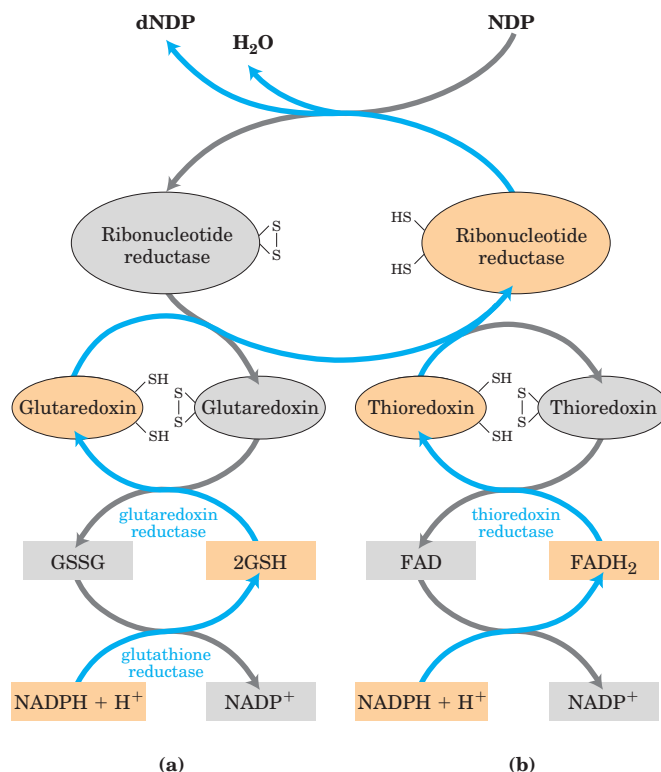 dNDP
H₂O
NDP
Ribonucleotide
reductase
S
S
HS
HS
Ribonucleotide
reductase
Glutaredoxin
SH
SH
S
S
Glutaredoxin
Thioredoxin
SH
SH
S
S
Thioredoxin
glutaredoxin
reductase
thioredoxin
reductase
GSSG
2GSH
FAD
FADH₂
glutathione
reductase
NADPH + H⁺
NADP⁺
NADPH + H⁺
NADP⁺
(a)
(b)